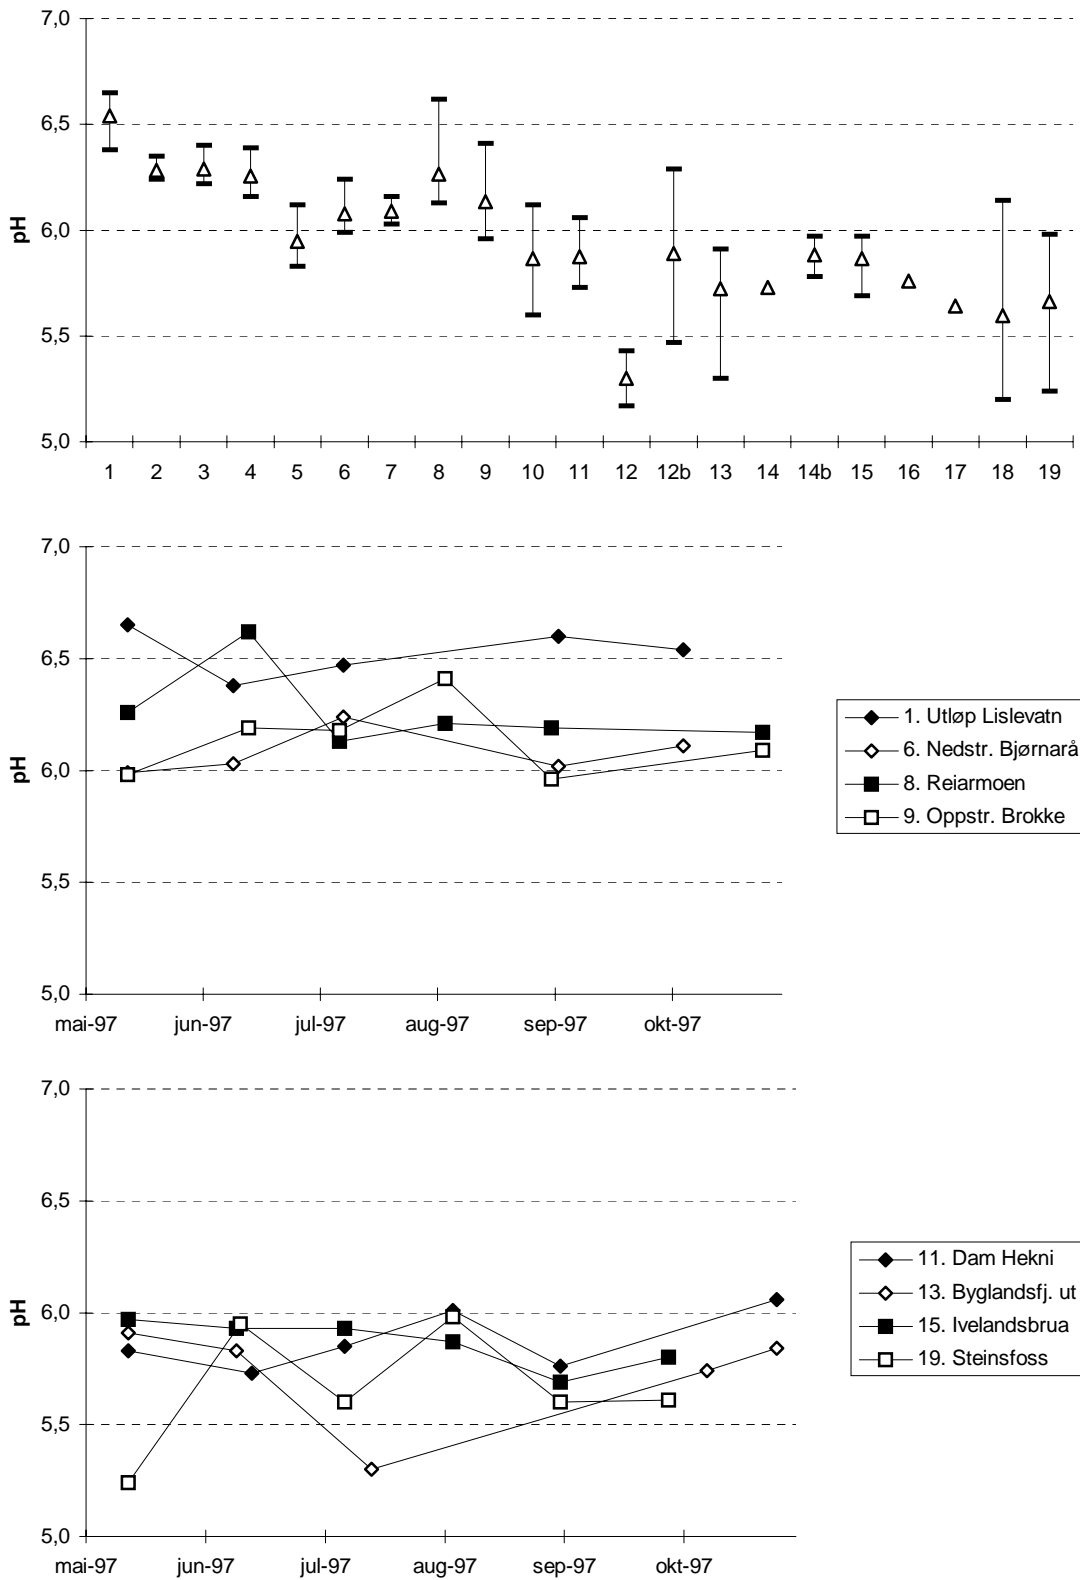 7,0
6,5
6,0
5,5
5,0
pH
1 2 3 4 5 6 7 8 9 10 11 12 12b 13 14 14b 15 16 17 18 19
7,0
6,5
6,0
5,5
5,0
pH
mai-97 jun-97 jul-97 aug-97 sep-97 okt-97
1. Utløp Lislevatn
6. Nedstr. Bjørnarå
8. Reiarmoen
9. Oppstr. Brokke
7,0
6,5
6,0
5,5
5,0
pH
mai-97 jun-97 jul-97 aug-97 sep-97 okt-97
11. Dam Hekni
13. Byglandsfj. ut
15. Ivelandsbrua
19. Steinsfoss